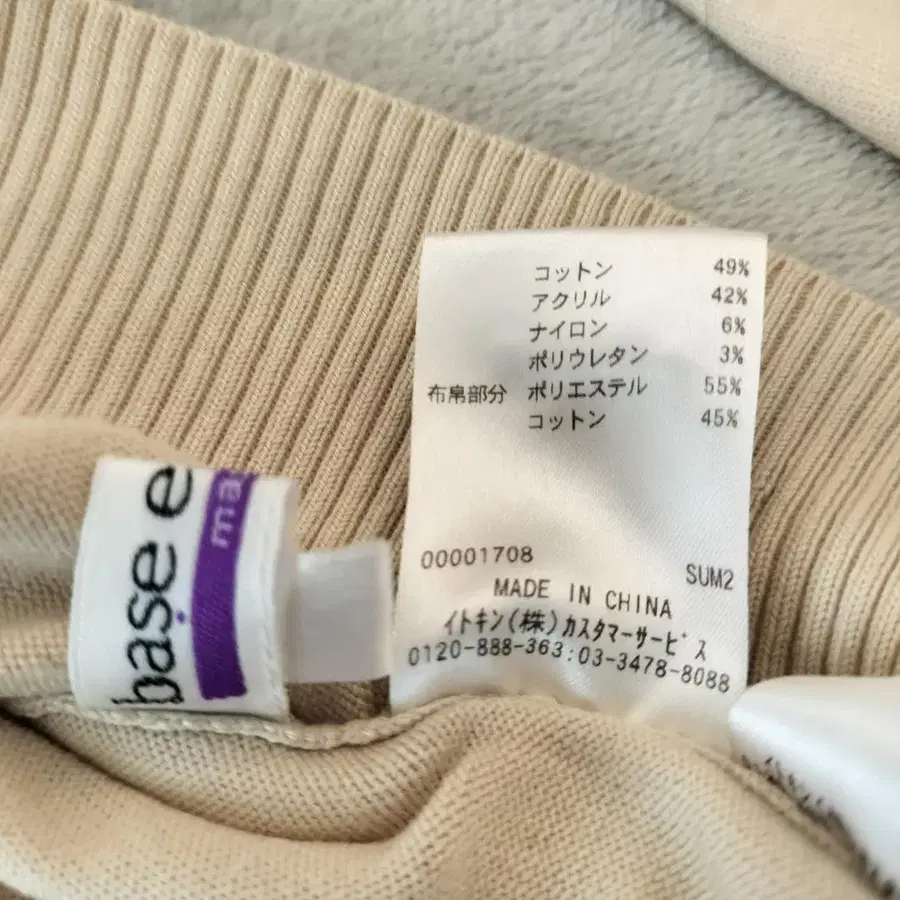 コットン 49%
アクリル 42%
ナイロン 6%
ポリウレタン 3%
布帛部分 ポリエステル 55%
コットン 45%
00001708
SUM2
MADE IN CHINA
イトキン(株)カスタマーサービス
0120-888-363:03-3478-8088
base e
ma